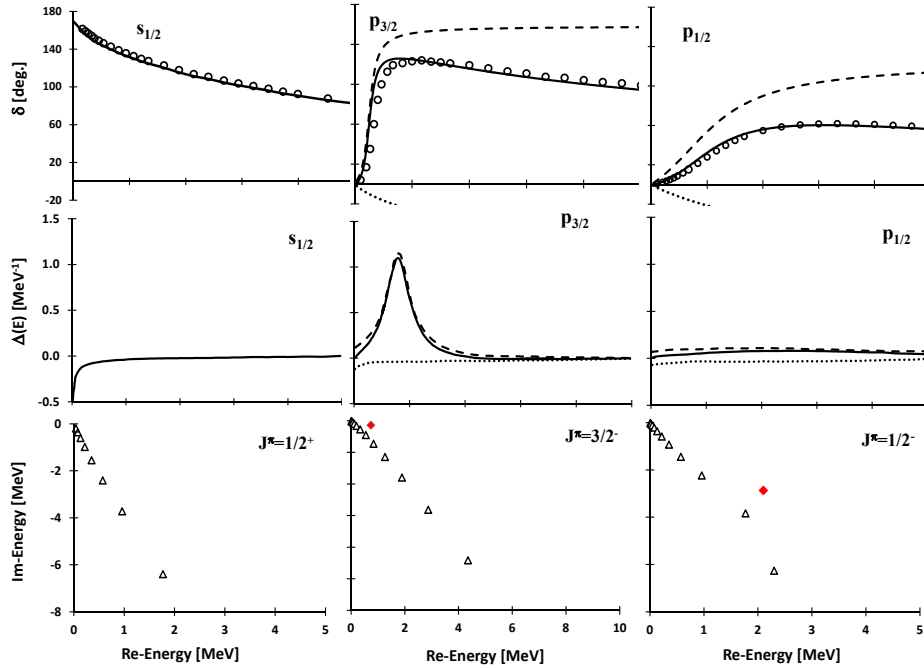 δ [deg.]
180
140
100
60
20
-20
s1/2
p3/2
p1/2
Δ(E) [MeV-1]
1.5
1.0
0.5
0.0
-0.5
s1/2
p3/2
p1/2
Im-Energy [MeV]
0
-2
-4
-6
-8
Jπ=1/2+
Jπ=3/2-
Jπ=1/2-
0 1 2 3 4 5
0 2 4 6 8 10
0 1 2 3 4 5
Re-Energy [MeV]
Re-Energy [MeV]
Re-Energy [MeV]